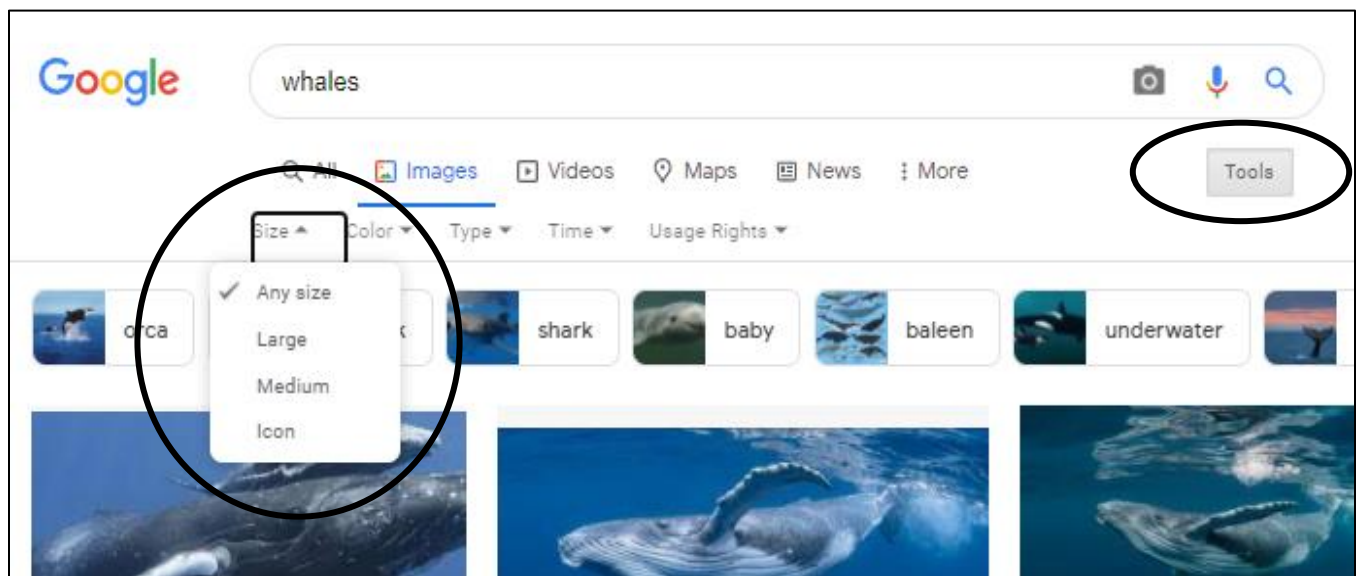 Google whales
All Images Videos Maps News More Tools
Size Color Type Time Usage Rights
Any size
Large
Medium
Icon
orca shark baby baleen underwater